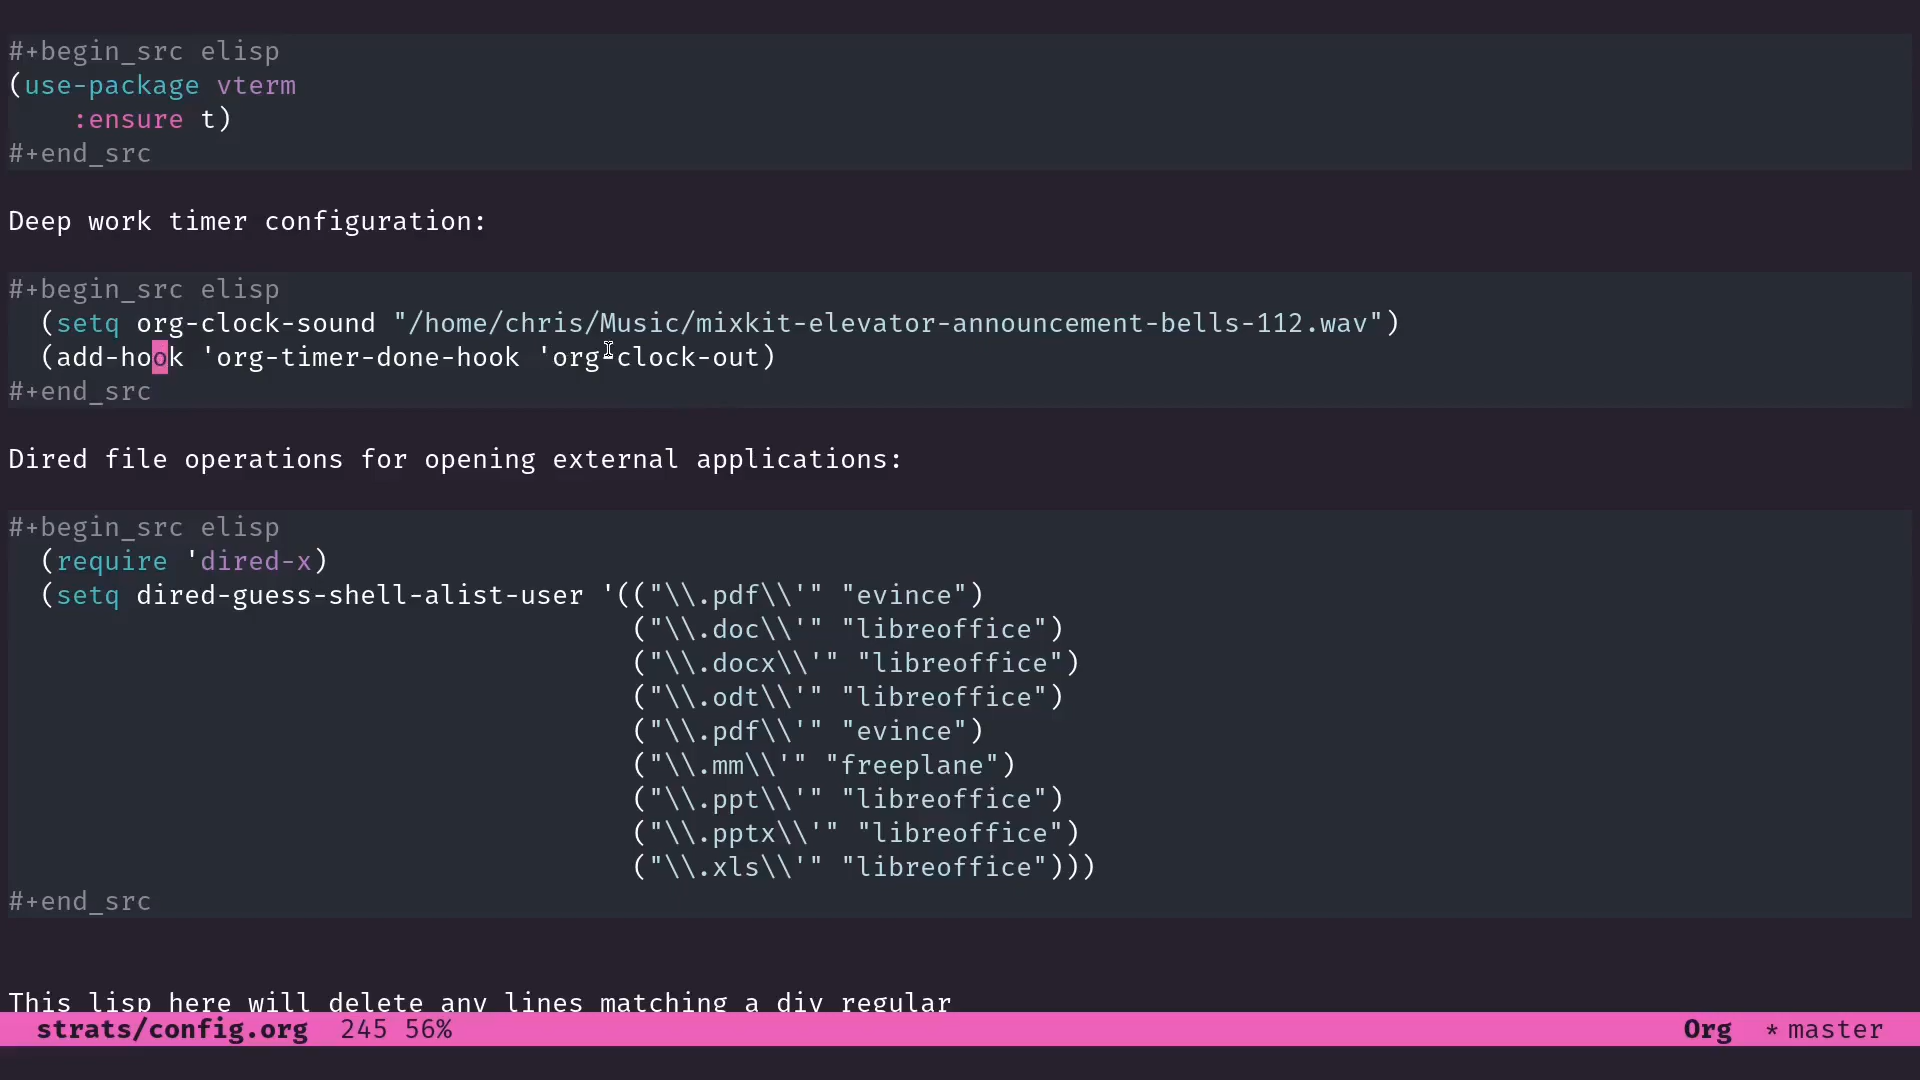 #+begin_src elisp
(use-package vterm
    :ensure t)
#+end_src
Deep work timer configuration:
#+begin_src elisp
  (setq org-clock-sound "/home/chris/Music/mixkit-elevator-announcement-bells-112.wav")
  (add-hook 'org-timer-done-hook 'org-clock-out)
#+end_src
Dired file operations for opening external applications:
#+begin_src elisp
  (require 'dired-x)
  (setq dired-guess-shell-alist-user '(("\\.pdf\\'" "evince")
                                       ("\\.doc\\'" "libreoffice")
                                       ("\\.docx\\'" "libreoffice")
                                       ("\\.odt\\'" "libreoffice")
                                       ("\\.pdf\\'" "evince")
                                       ("\\.mm\\'" "freeplane")
                                       ("\\.ppt\\'" "libreoffice")
                                       ("\\.pptx\\'" "libreoffice")
                                       ("\\.xls\\'" "libreoffice")))
#+end_src
This lisp here will delete any lines matching a div regular
strats/config.org  245 56%  Org  * master